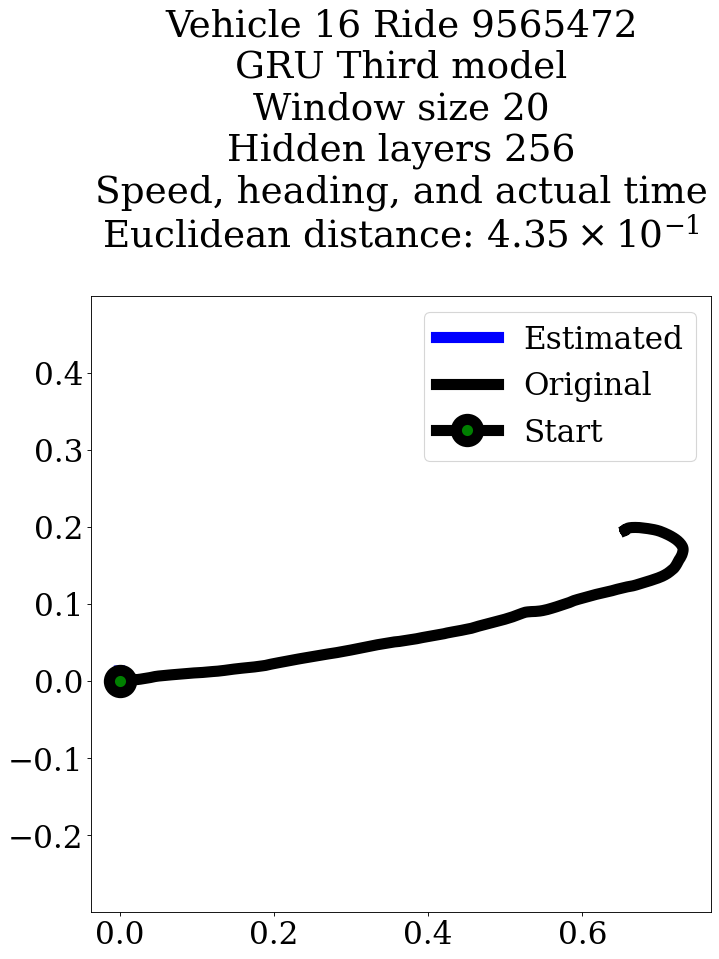 Vehicle 16 Ride 9565472
GRU Third model
Window size 20
Hidden layers 256
Speed, heading, and actual time
Euclidean distance: 4.35 × 10⁻¹
Estimated
Original
Start
0.4
0.3
0.2
0.1
0.0
−0.1
−0.2
0.0 0.2 0.4 0.6